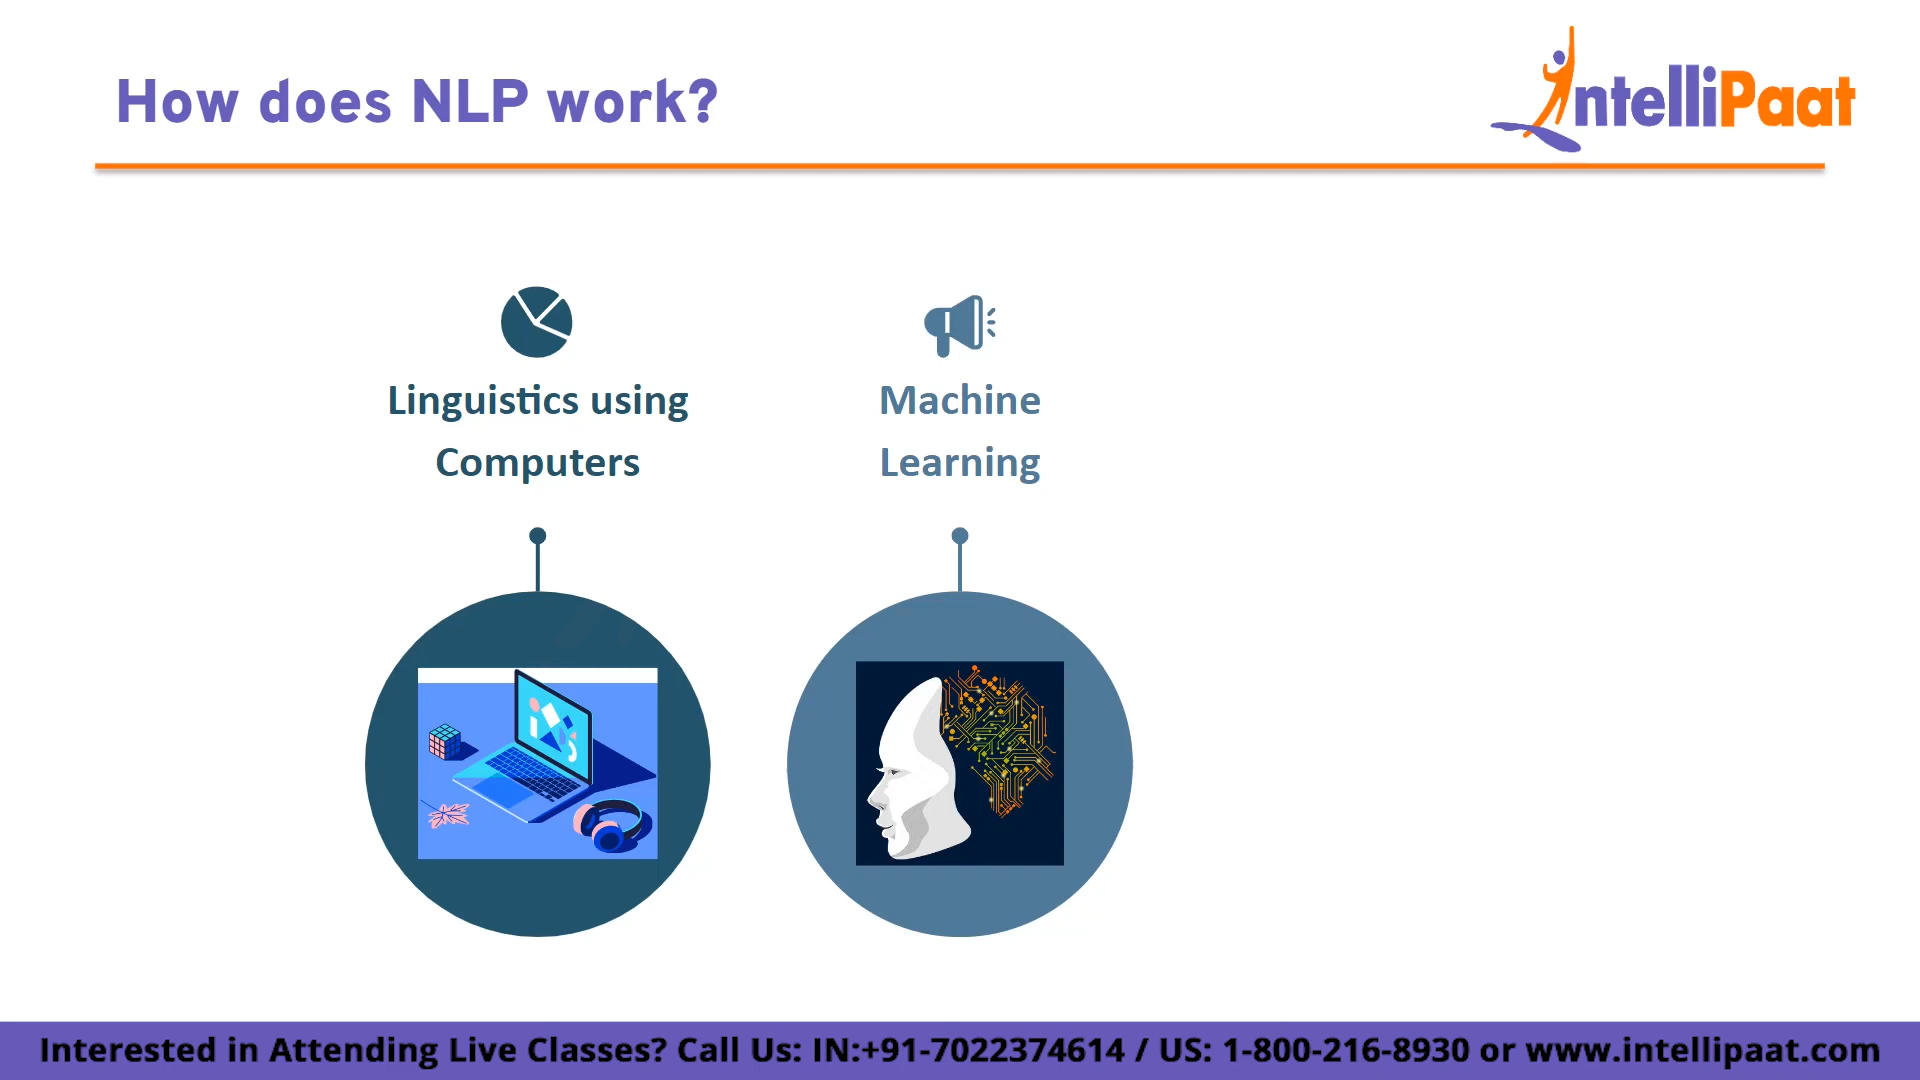 How does NLP work?
IntelliPaat
Linguistics using
Computers
Machine
Learning
Interested in Attending Live Classes? Call Us: IN:+91-7022374614 / US: 1-800-216-8930 or www.intellipaat.com